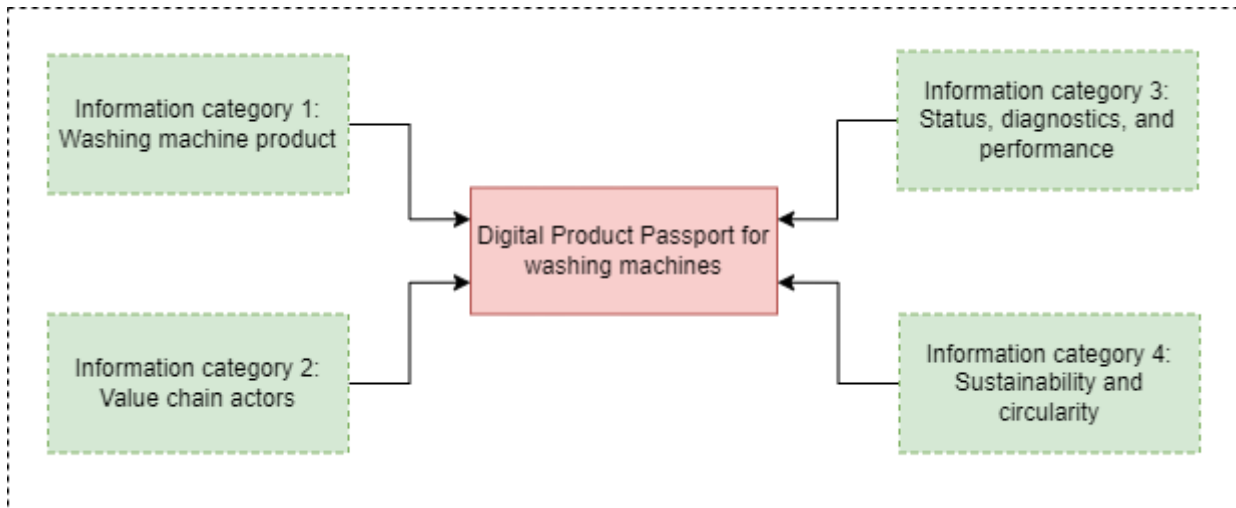 Information category 1:
Washing machine product
Information category 3:
Status, diagnostics, and
performance
Digital Product Passport for
washing machines
Information category 2:
Value chain actors
Information category 4:
Sustainability and
circularity